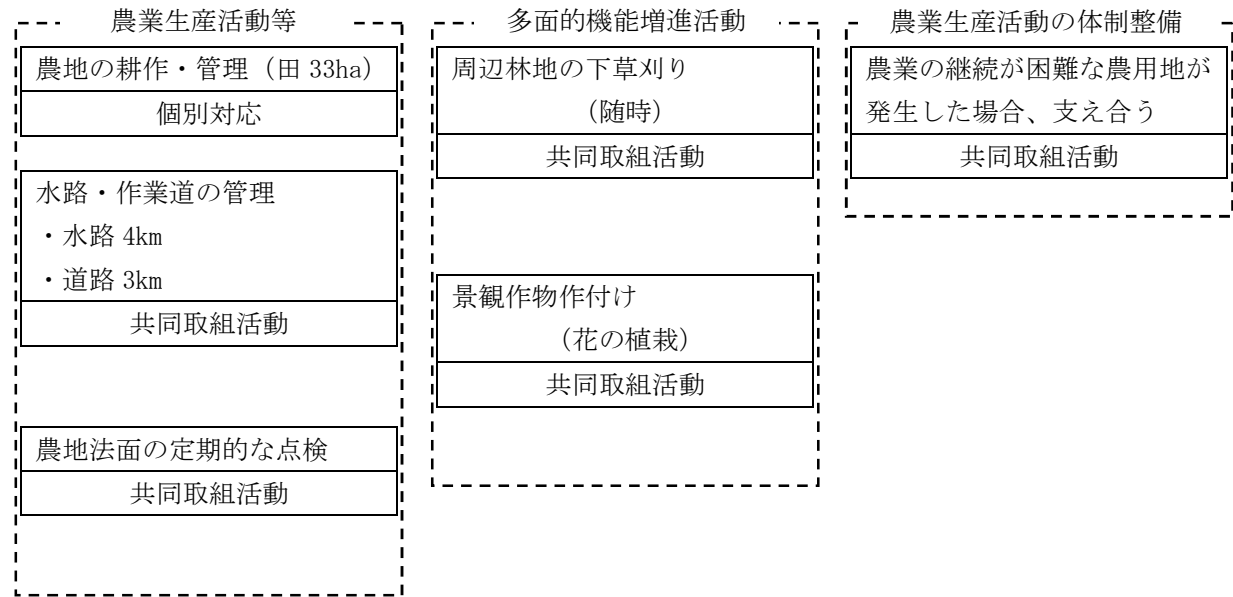 農業生産活動等
農地の耕作・管理（田 33ha）
個別対応
水路・作業道の管理
・水路 4km
・道路 3km
共同取組活動
農地法面の定期的な点検
共同取組活動
多面的機能増進活動
周辺林地の下草刈り
（随時）
共同取組活動
景観作物作付け
（花の植栽）
共同取組活動
農業生産活動の体制整備
農業の継続が困難な農用地が
発生した場合、支え合う
共同取組活動